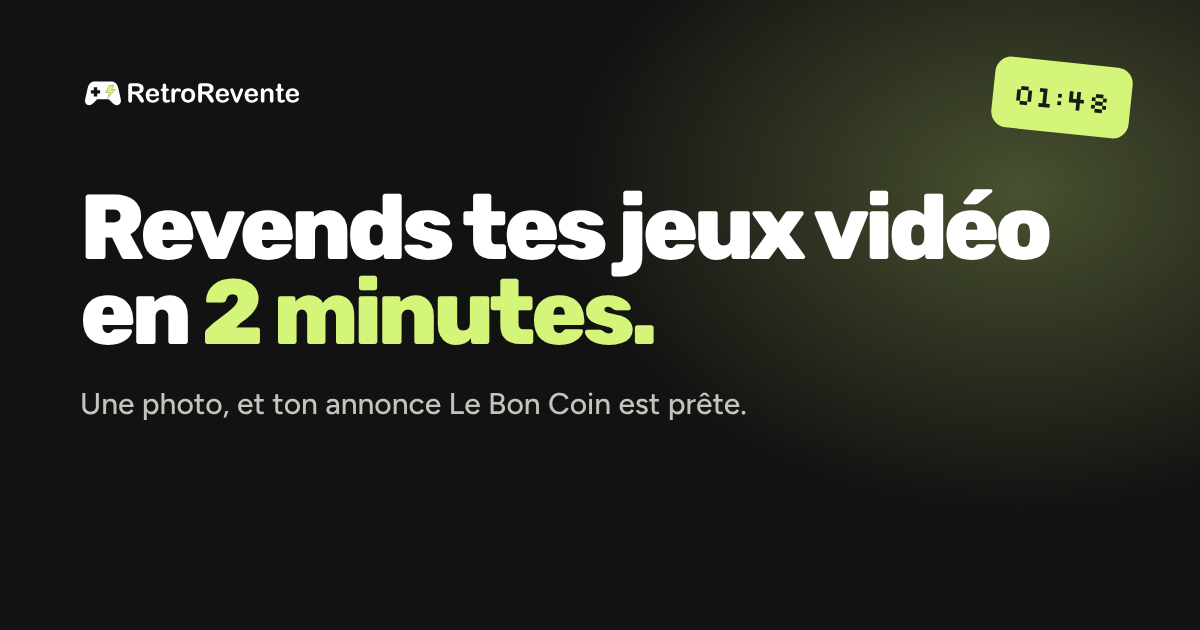 RetroRevente
01:48
Revends tes jeux vidéo
en 2 minutes.
Une photo, et ton annonce Le Bon Coin est prête.